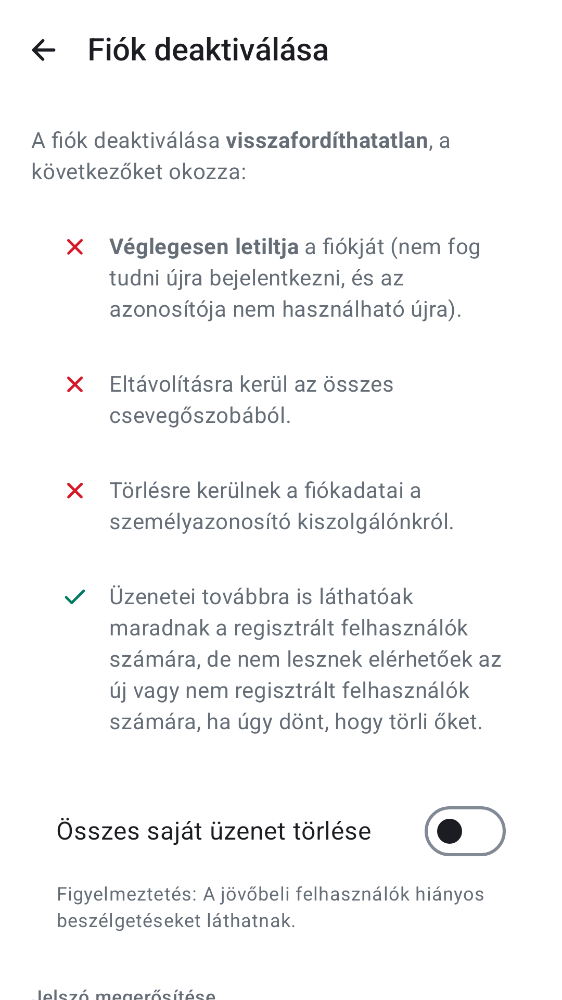 Fiók deaktiválása
A fiók deaktiválása visszafordíthatatlan, a
következőket okozza:
Véglegesen letiltja a fiókját (nem fog
tudni újra bejelentkezni, és az
azonosítója nem használható újra).
Eltávolításra kerül az összes
csevegőszobából.
Törlésre kerülnek a fiókadatai a
személyazonosító kiszolgálónkról.
Üzenetei továbbra is láthatóak
maradnak a regisztrált felhasználók
számára, de nem lesznek elérhetőek az
új vagy nem regisztrált felhasználók
számára, ha úgy dönt, hogy törli őket.
Összes saját üzenet törlése
Figyelmeztetés: A jövőbeli felhasználók hiányos
beszélgetéseket láthatnak.
Jelszó megerősítése